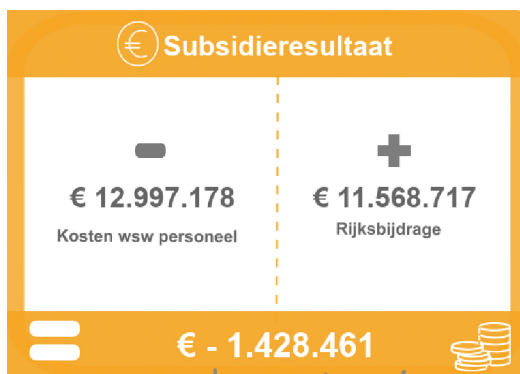 Subsidieresultaat
€ 12.997.178
Kosten wsw personeel
€ 11.568.717
Rijksbijdrage
€ - 1.428.461